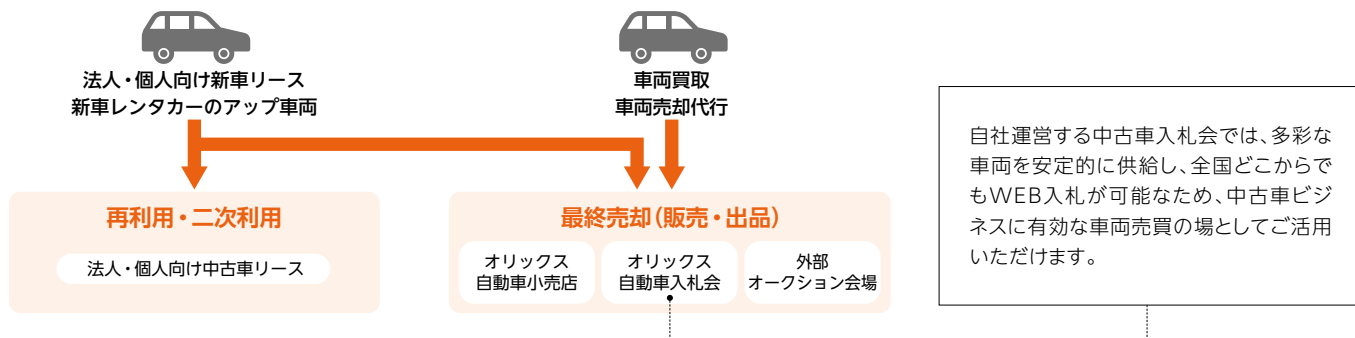 法人・個人向け新車リース
新車レンタカーのアップ車両
車両買取
車両売却代行
再利用・二次利用
法人・個人向け中古車リース
最終売却(販売・出品)
オリックス
自動車小売店
オリックス
自動車入札会
外部
オークション会場
自社運営する中古車入札会では、多彩な
車両を安定的に供給し、全国どこからで
もWEB入札が可能なため、中古車ビジ
ネスに有効な車両売買の場としてご活用
いただけます。